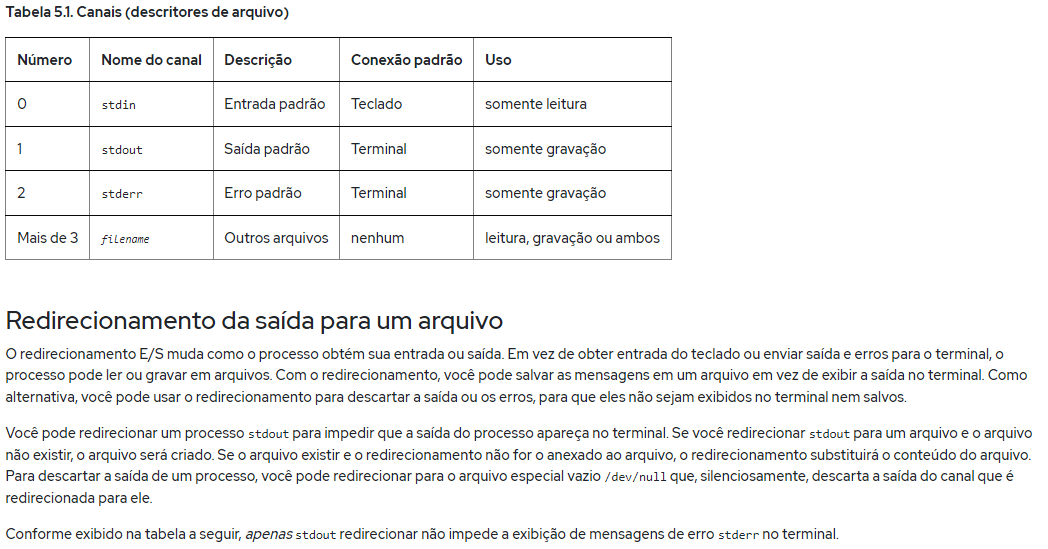 Tabela 5.1. Canais (descritores de arquivo)
Número Nome do canal Descrição Conexão padrão Uso
0 stdin Entrada padrão Teclado somente leitura
1 stdout Saída padrão Terminal somente gravação
2 stderr Erro padrão Terminal somente gravação
Mais de 3 filename Outros arquivos nenhum leitura, gravação ou ambos
Redirecionamento da saída para um arquivo
O redirecionamento E/S muda como o processo obtém sua entrada ou saída. Em vez de obter entrada do teclado ou enviar saída e erros para o terminal, o
processo pode ler ou gravar em arquivos. Com o redirecionamento, você pode salvar as mensagens em um arquivo em vez de exibir a saída no terminal. Como
alternativa, você pode usar o redirecionamento para descartar a saída ou os erros, para que eles não sejam exibidos no terminal nem salvos.
Você pode redirecionar um processo stdout para impedir que a saída do processo apareça no terminal. Se você redirecionar stdout para um arquivo e o arquivo
não existir, o arquivo será criado. Se o arquivo existir e o redirecionamento não for o anexado ao arquivo, o redirecionamento substituirá o conteúdo do arquivo.
Para descartar a saída de um processo, você pode redirecionar para o arquivo especial vazio /dev/null que, silenciosamente, descarta a saída do canal que é
redirecionada para ele.
Conforme exibido na tabela a seguir, apenas stdout redirecionar não impede a exibição de mensagens de erro stderr no terminal.